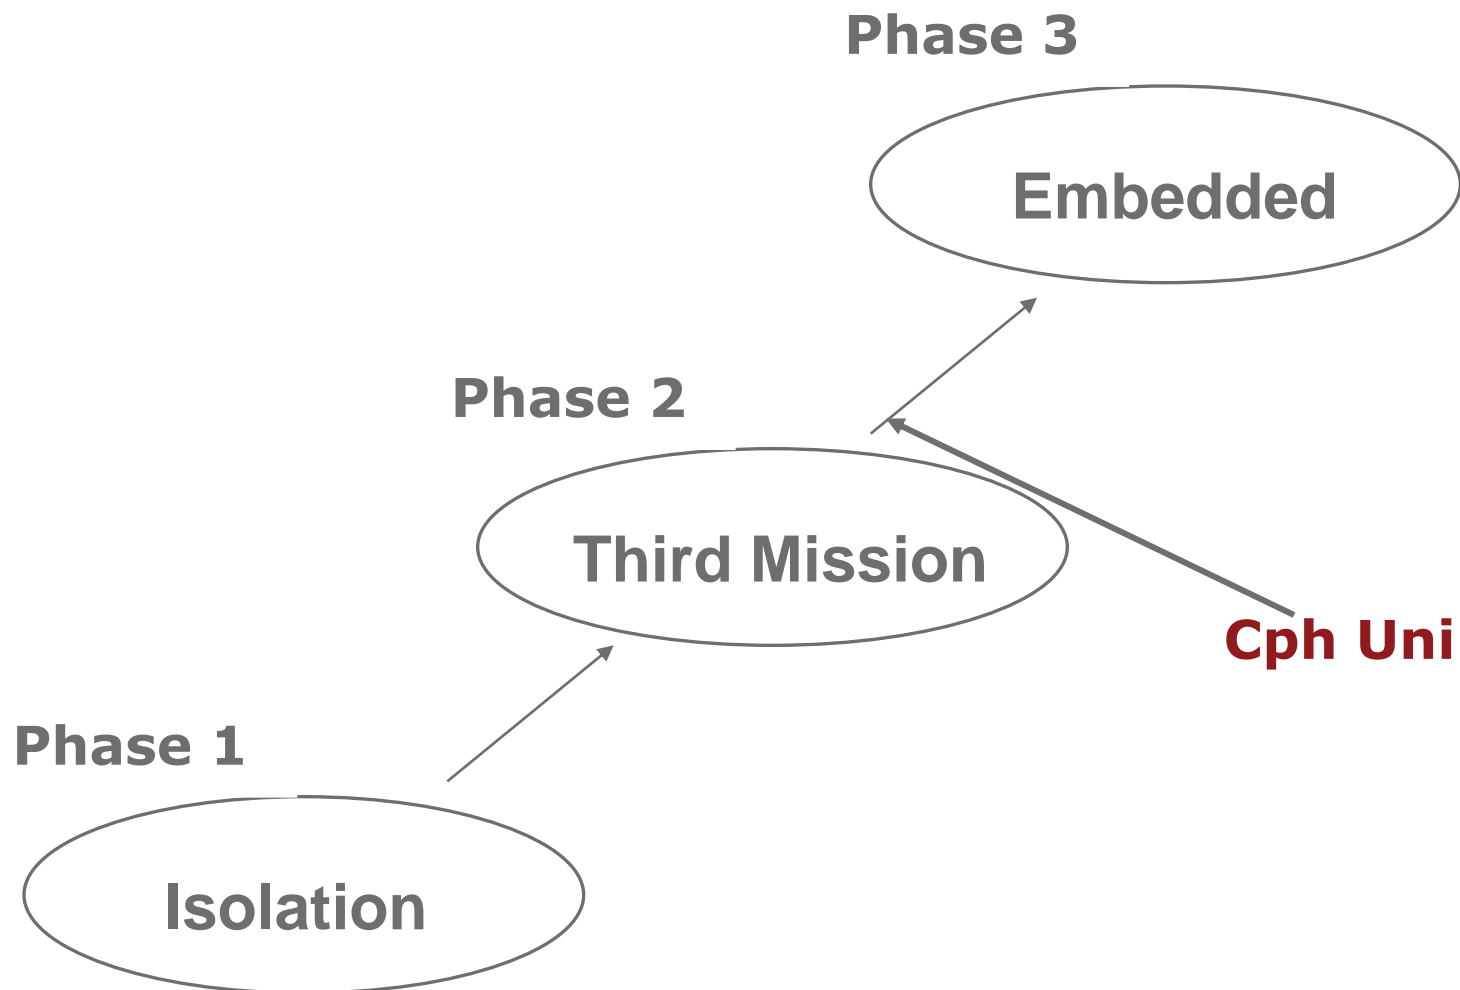 Phase 3
Embedded
Phase 2
Third Mission
Cph Uni
Phase 1
Isolation